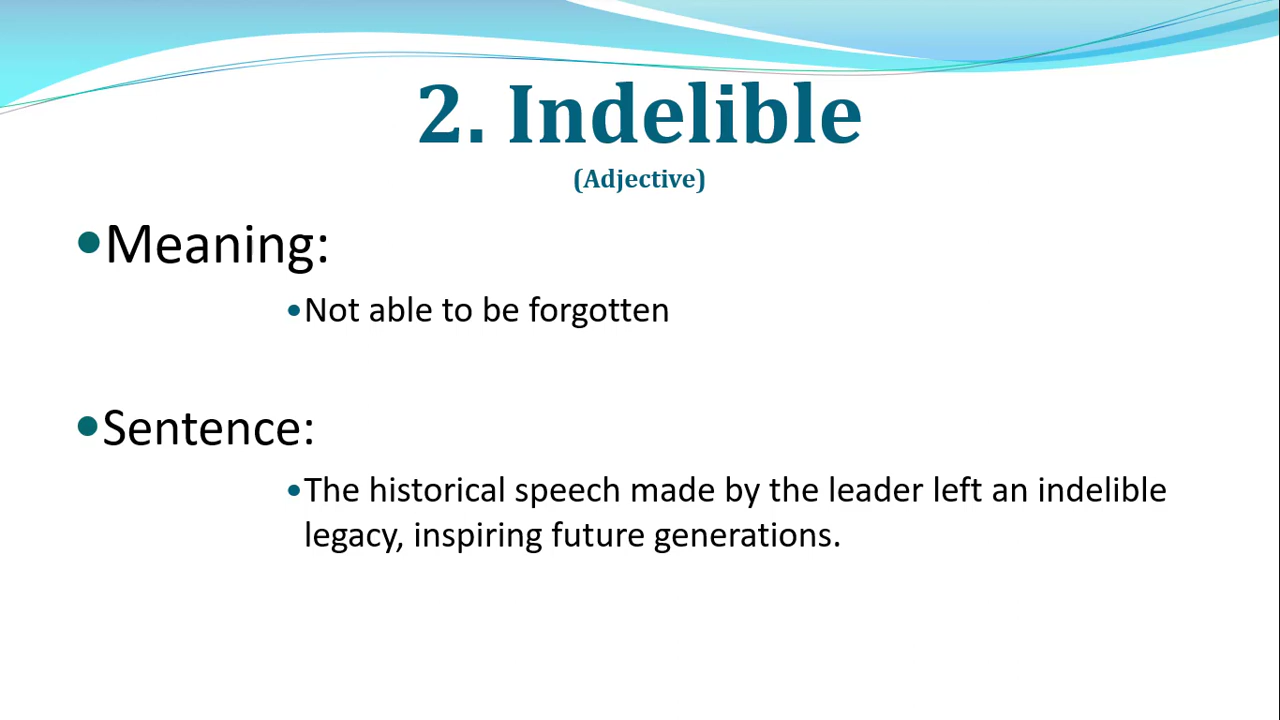 2. Indelible
(Adjective)
•Meaning:
•Not able to be forgotten
•Sentence:
•The historical speech made by the leader left an indelible
legacy, inspiring future generations.